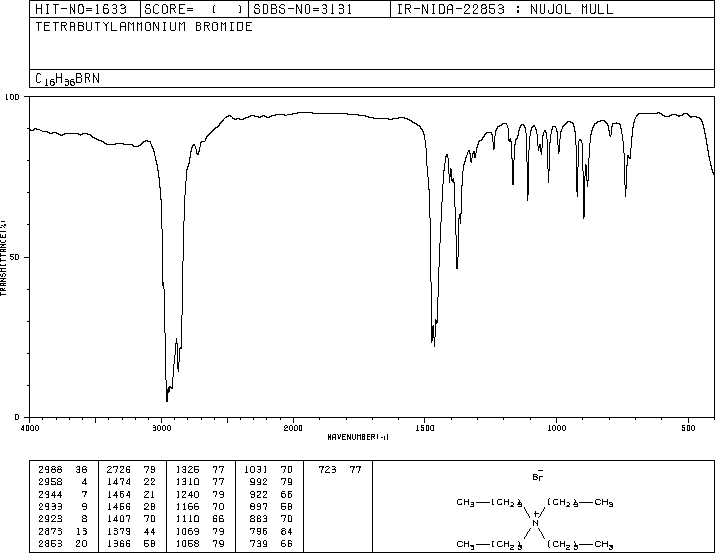 HIT-NO=1633 SCORE= ( ) SDBS-NO=3131 IR-NIDA-22853 : NUJOL MULL
TETRABUTYLAMMONIUM BROMIDE
C16H36BRN
100
50
0
TRANSMITTANCE(%)
4000 3000 2000 1500 1000 500
WAVENUMBER(-1)
2988 36 2726 79 1325 77 1031 70 723 77
2958 4 1474 22 1310 77 992 79
2944 7 1464 21 1240 79 922 66
2933 9 1456 28 1166 70 897 58
2923 8 1407 70 1110 66 883 70
2873 13 1379 44 1069 79 796 84
2853 20 1366 58 1058 79 739 66
Br−
CH3—(CH2)3 (CH2)3—CH3
N+
CH3—(CH2)3 (CH2)3—CH3